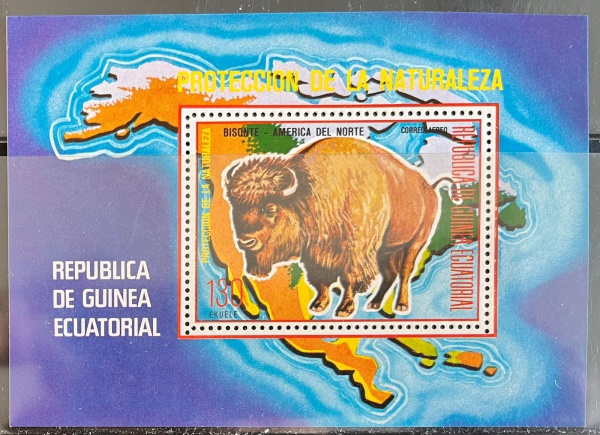 PROTECCION DE LA NATURALEZA
BISONTE - AMERICA DEL NORTE
CORREO AEREO
PROTECCION DE LA NATURALEZA
REPUBLICA DE GUINEA ECUATORIAL
130
EKUELE
REPUBLICA
DE GUINEA
ECUATORIAL